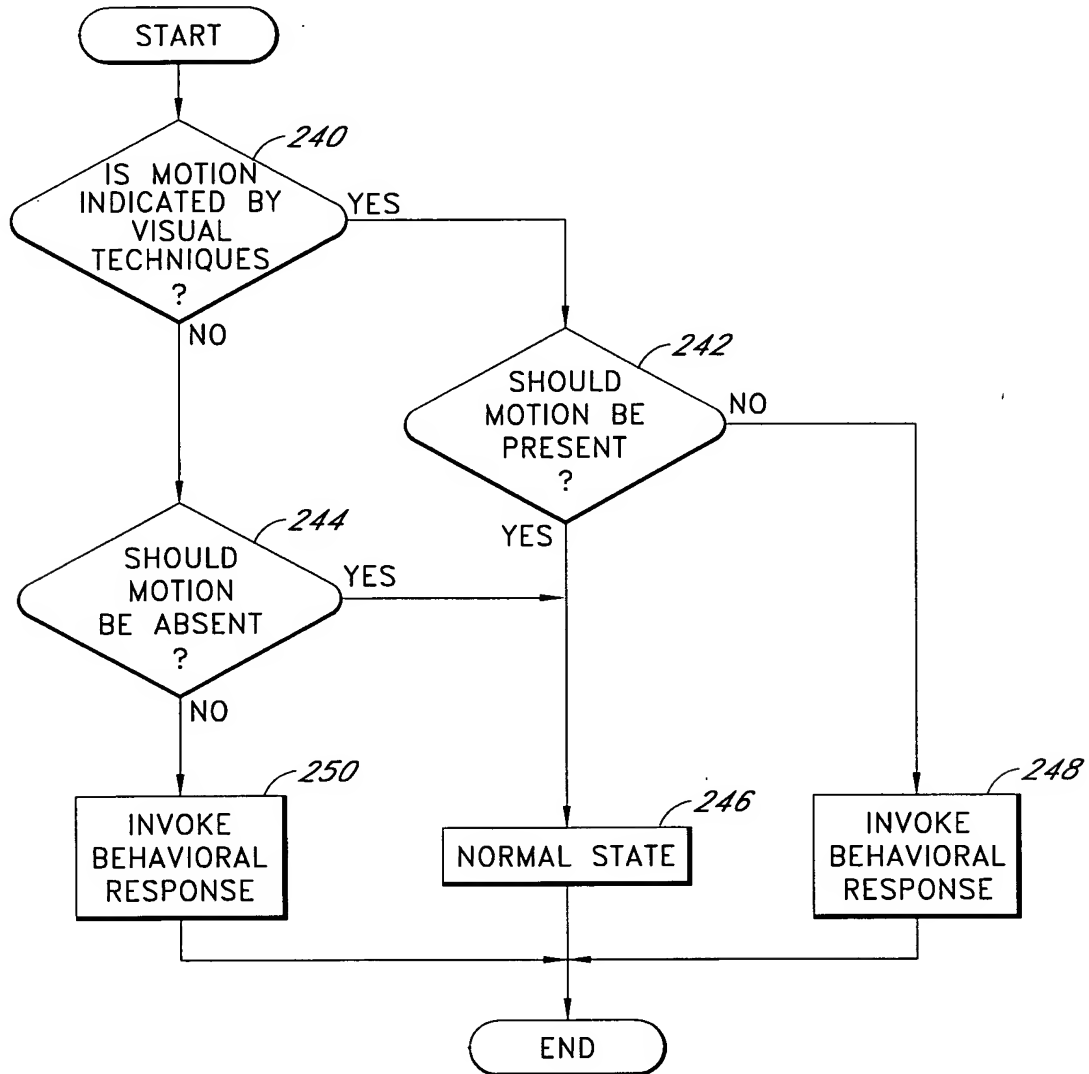 START
240
IS MOTION
INDICATED BY
VISUAL
TECHNIQUES
?
YES
NO
242
SHOULD
MOTION BE
PRESENT
?
NO
YES
244
SHOULD
MOTION
BE ABSENT
?
YES
NO
250
INVOKE
BEHAVIORAL
RESPONSE
246
NORMAL STATE
248
INVOKE
BEHAVIORAL
RESPONSE
END